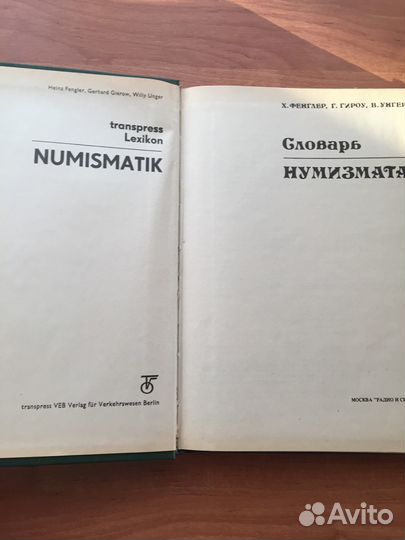 Heinz Fengler, Gerhard Gierow, Willy Unger
transpress
Lexikon
NUMISMATIK
transpress VEB Verlag für Verkehrswesen Berlin
Х. ФЕНГЛЕР, Г. ГИРОУ, В. УНГЕР
Словарь
НУМИЗМАТА
МОСКВА "РАДИО И
Avito